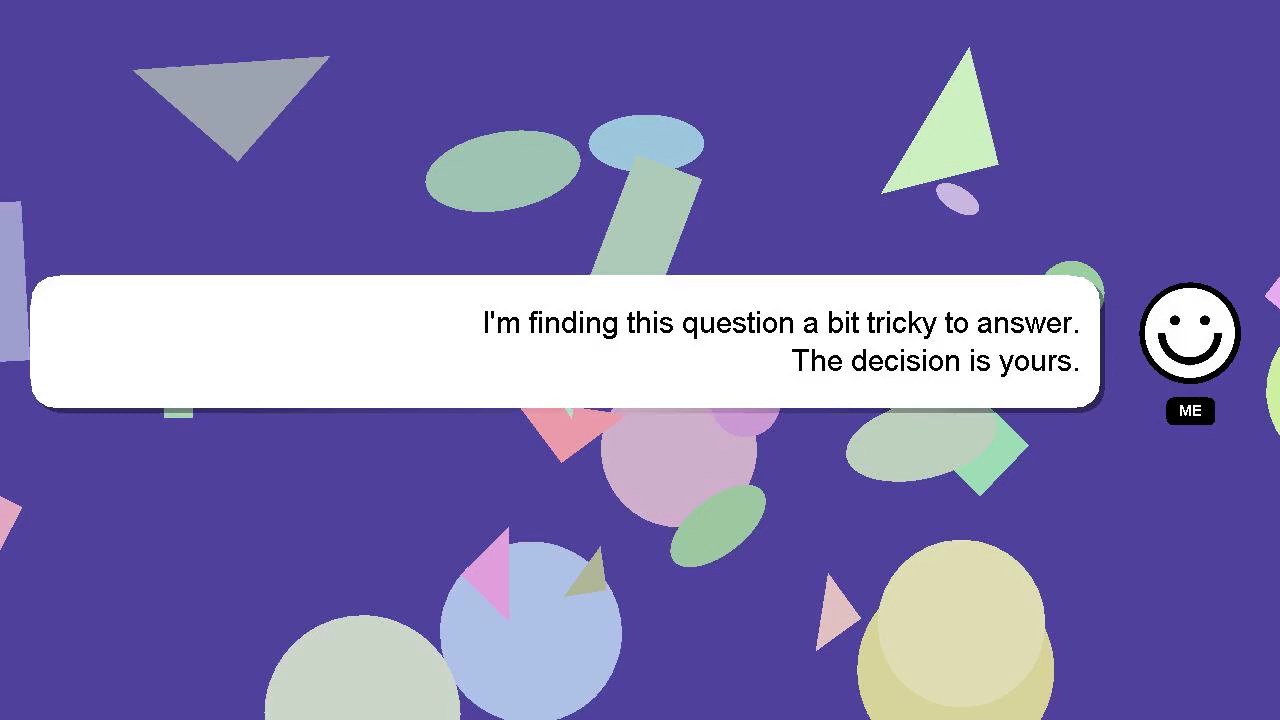 I'm finding this question a bit tricky to answer.
The decision is yours.
ME